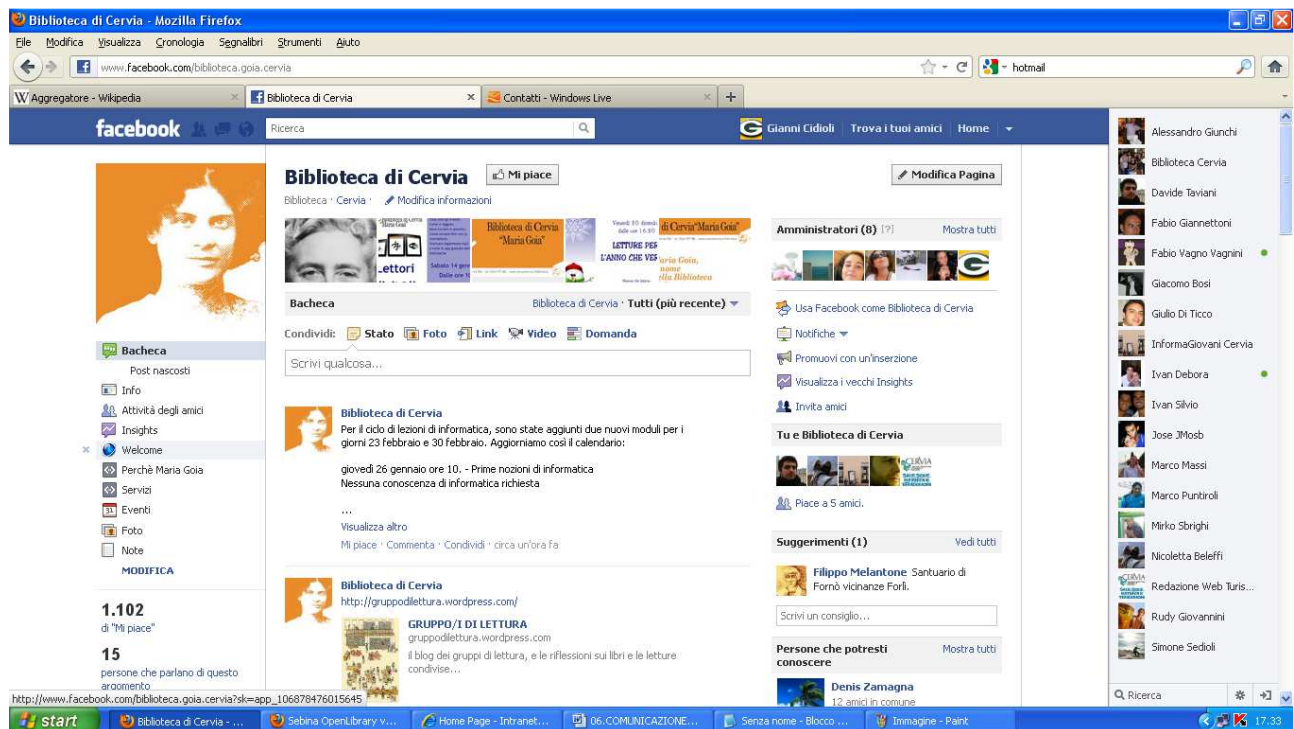 Biblioteca di Cervia - Mozilla Firefox
File Modifica Visualizza Cronologia Segnalibri Strumenti Aiuto
www.facebook.com/biblioteca.goia.cervia
hotmail
Aggregatore - Wikipedia
Biblioteca di Cervia
Contatti - Windows Live
facebook
Ricerca
Gianni Cidioli Trova i tuoi amici Home
Biblioteca di Cervia
Mi piace
Modifica Pagina
Biblioteca · Cervia · Modifica informazioni
Biblioteca di Cervia
"Maria Goia"
Lettori
LETTURE PER
L'ANNO CHE
di Cervia "Maria Goia"
Bacheca
Biblioteca di Cervia · Tutti (più recente)
Condividi: Stato Foto Link Video Domanda
Scrivi qualcosa...
Bacheca
Post nascosti
Info
Attività degli amici
Insights
Welcome
Perchè Maria Goia
Servizi
Eventi
Foto
Note
MODIFICA
1.102
di "Mi piace"
15
persone che parlano di questo
argomento
Biblioteca di Cervia
Per il ciclo di lezioni di informatica, sono state aggiunti due nuovi moduli per i
giorni 23 febbraio e 30 febbraio. Aggiorniamo così il calendario:
giovedì 26 gennaio ore 10. - Prime nozioni di informatica
Nessuna conoscenza di informatica richiesta
...
Visualizza altro
Mi piace · Commenta · Condividi · circa un'ora fa
Biblioteca di Cervia
http://gruppodilettura.wordpress.com/
GRUPPO/I DI LETTURA
gruppodilettura.wordpress.com
il blog dei gruppi di lettura, e le riflessioni sui libri e le letture
condivise...
Amministratori (8) [?] Mostra tutti
Usa Facebook come Biblioteca di Cervia
Notifiche
Promuovi con un'inserzione
Visualizza i vecchi Insights
Invita amici
Tu e Biblioteca di Cervia
Piace a 5 amici.
Suggerimenti (1) Vedi tutti
Filippo Melantone Santuario di
Fornò vicinanze Forlì.
Scrivi un consiglio...
Persone che potresti
conoscere
Mostra tutti
Denis Zamagna
12 amici in comune
Alessandro Giunchi
Biblioteca Cervia
Davide Taviani
Fabio Giannettoni
Fabio Vagno Vagnini
Giacomo Bosi
Giulio Di Ticco
InformaGiovani Cervia
Ivan Debora
Ivan Silvio
Jose JMosb
Marco Massi
Marco Puntiroli
Mirko Sbrighi
Nicoletta Beleffi
Redazione Web Turis...
Rudy Giovannini
Simone Sedioli
Ricerca
http://www.facebook.com/biblioteca.goia.cervia?sk=app_106878476015645
start
Biblioteca di Cervia - ...
Sebina OpenLibrary v...
Home Page - Intranet...
06.COMUNICAZIONE...
Senza nome - Blocco ...
Immagine - Paint
17.33